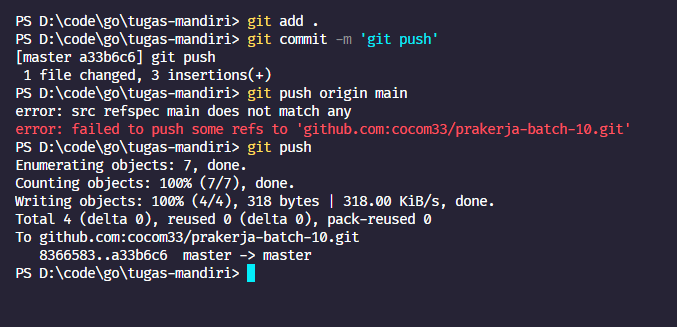 PS D:\code\go\tugas-mandiri> git add .
PS D:\code\go\tugas-mandiri> git commit -m 'git push'
[master a33b6c6] git push
 1 file changed, 3 insertions(+)
PS D:\code\go\tugas-mandiri> git push origin main
error: src refspec main does not match any
error: failed to push some refs to 'github.com:cocom33/prakerja-batch-10.git'
PS D:\code\go\tugas-mandiri> git push
Enumerating objects: 7, done.
Counting objects: 100% (7/7), done.
Writing objects: 100% (4/4), 318 bytes | 318.00 KiB/s, done.
Total 4 (delta 0), reused 0 (delta 0), pack-reused 0
To github.com:cocom33/prakerja-batch-10.git
   8366583..a33b6c6  master -> master
PS D:\code\go\tugas-mandiri>